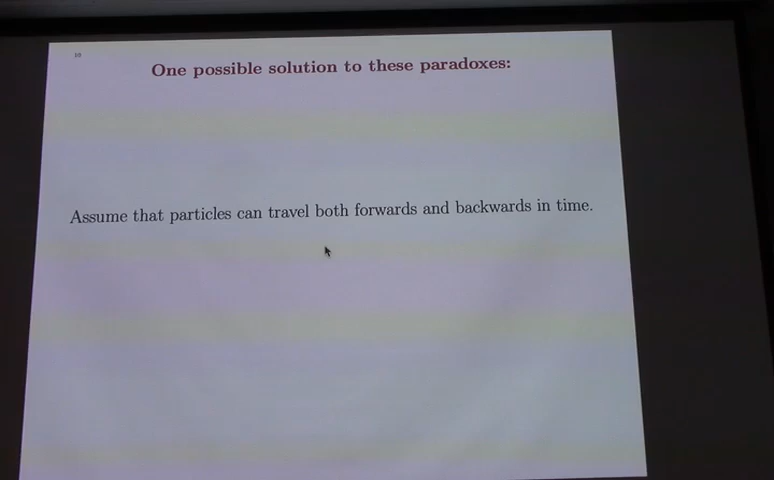 One possible solution to these paradoxes:
Assume that particles can travel both forwards and backwards in time.